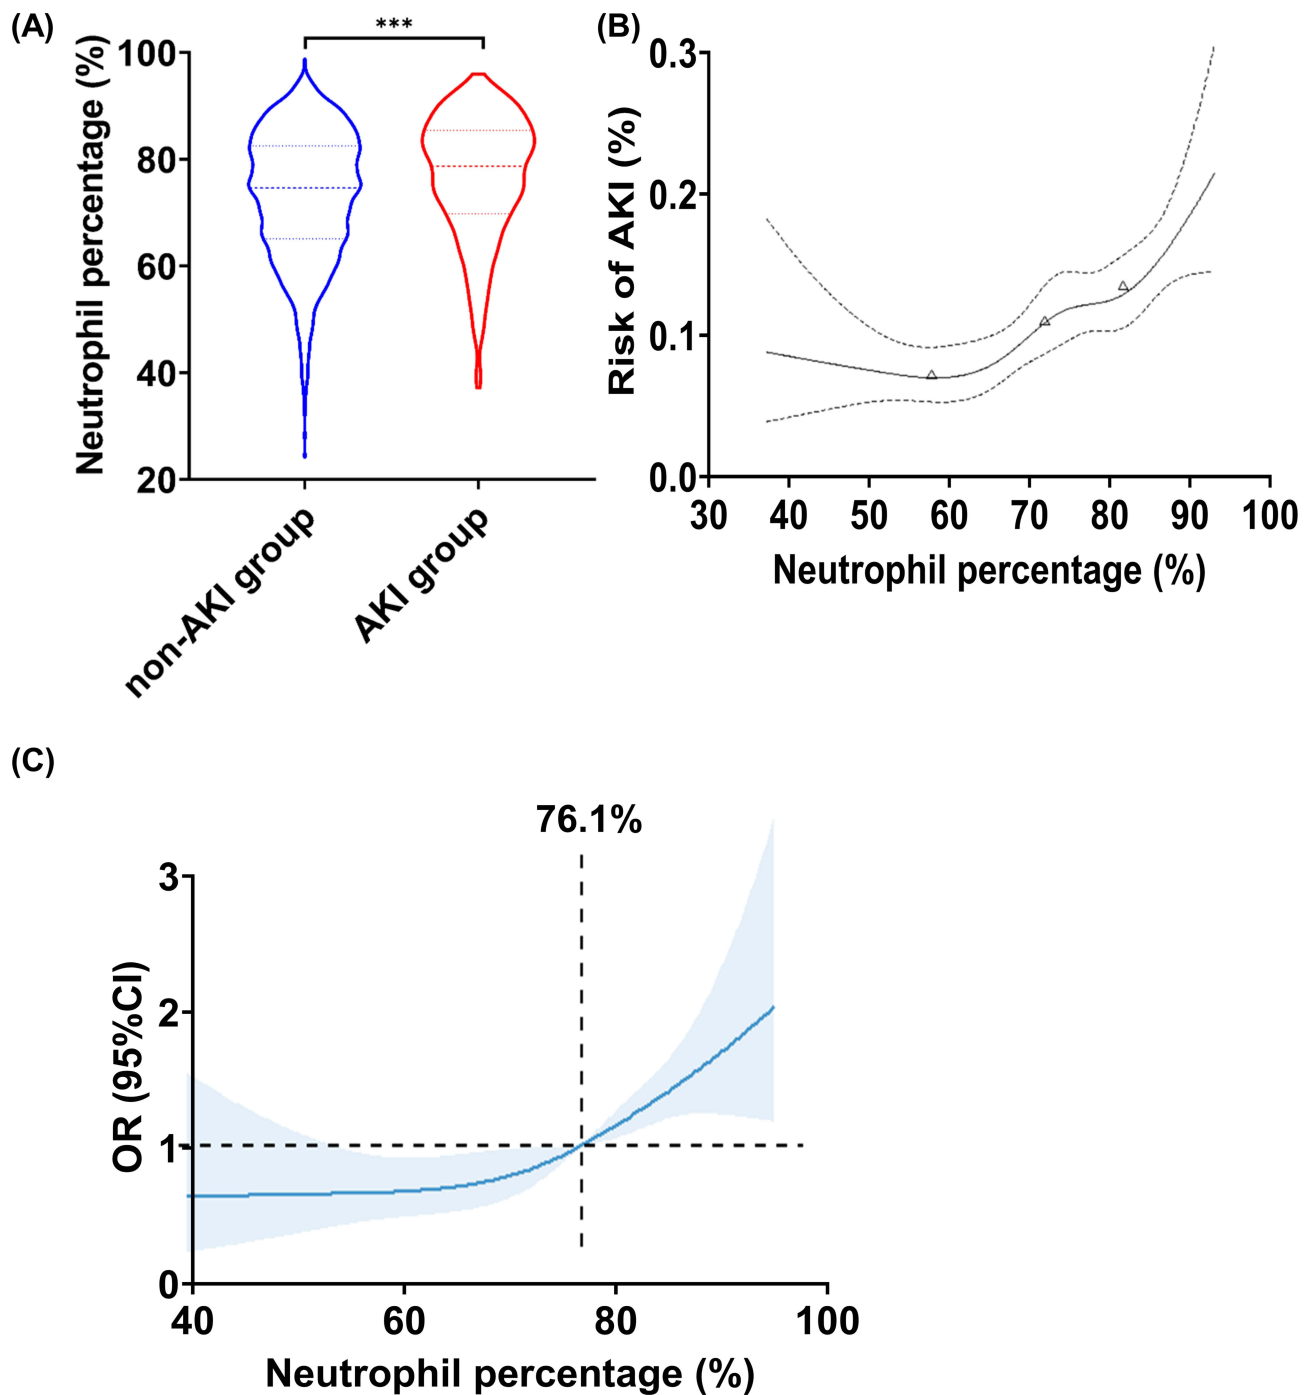 (A)
***
Neutrophil percentage (%)
100
80
60
40
20
non-AKI group
AKI group
(B)
Risk of AKI (%)
0.3
0.2
0.1
0.0
30 40 50 60 70 80 90 100
Neutrophil percentage (%)
(C)
76.1%
OR (95%CI)
3
2
1
0
40 60 80 100
Neutrophil percentage (%)